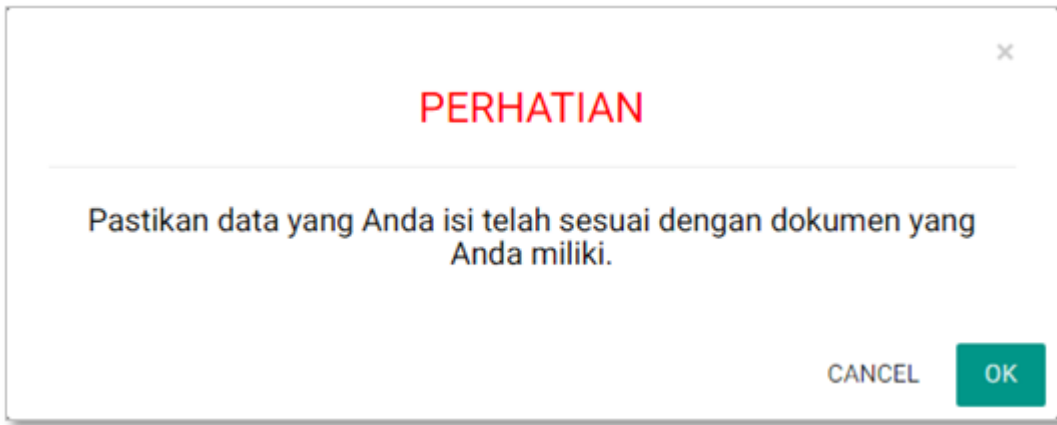 ×
PERHATIAN
Pastikan data yang Anda isi telah sesuai dengan dokumen yang
Anda miliki.
CANCEL
OK